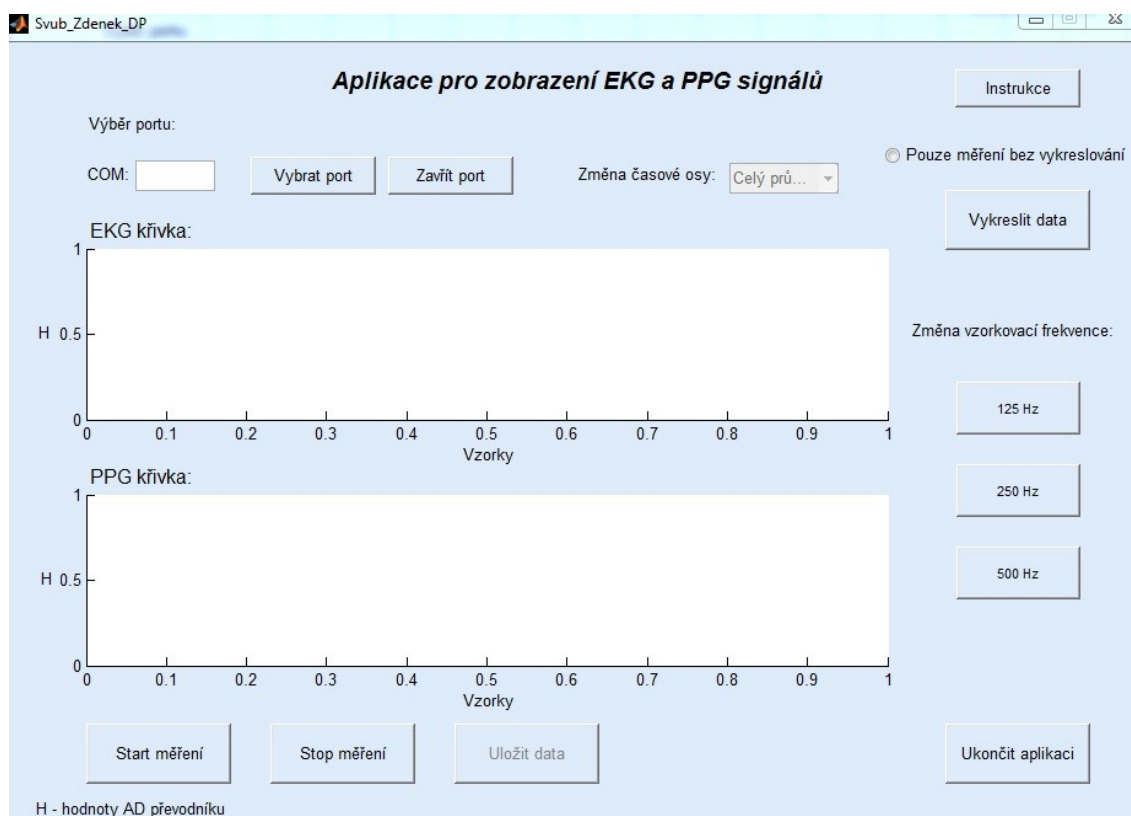 Svub_Zdenek_DP
Aplikace pro zobrazení EKG a PPG signálů
Instrukce
Výběr portu:
Pouze měření bez vykreslování
COM:
Vybrat port
Zavřít port
Změna časové osy:
Celý prů...
Vykreslit data
EKG křivka:
1
H 0.5
0
0 0.1 0.2 0.3 0.4 0.5 0.6 0.7 0.8 0.9 1
Vzorky
Změna vzorkovací frekvence:
125 Hz
250 Hz
500 Hz
PPG křivka:
1
H 0.5
0
0 0.1 0.2 0.3 0.4 0.5 0.6 0.7 0.8 0.9 1
Vzorky
Start měření
Stop měření
Uložit data
Ukončit aplikaci
H - hodnoty AD převodníku